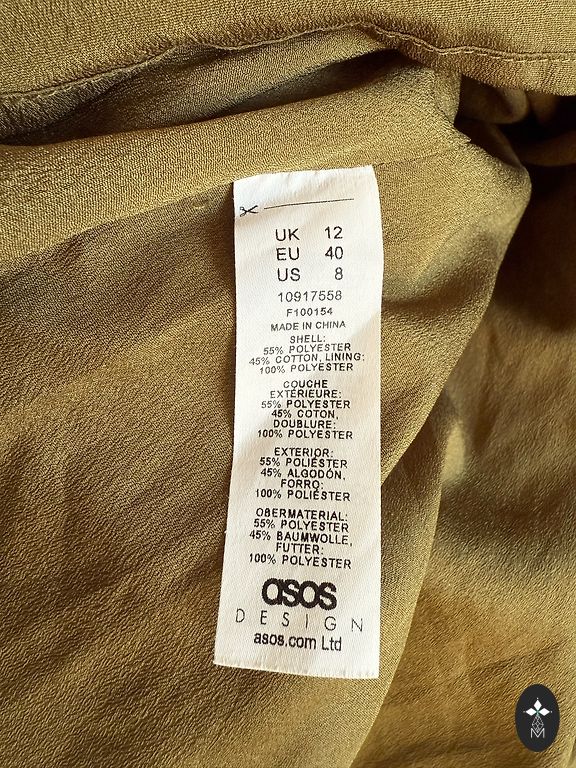 UK 12
EU 40
US 8
10917558
F100154
MADE IN CHINA
SHELL:
55% POLYESTER
45% COTTON, LINING:
100% POLYESTER
COUCHE
EXTÉRIEURE:
55% POLYESTER
45% COTON,
DOUBLURE:
100% POLYESTER
EXTERIOR:
55% POLIÉSTER
45% ALGODÓN,
FORRO:
100% POLIÉSTER
OBERMATERIAL:
55% POLYESTER
45% BAUMWOLLE,
FUTTER:
100% POLYESTER
asos
DESIGN
asos.com Ltd
M